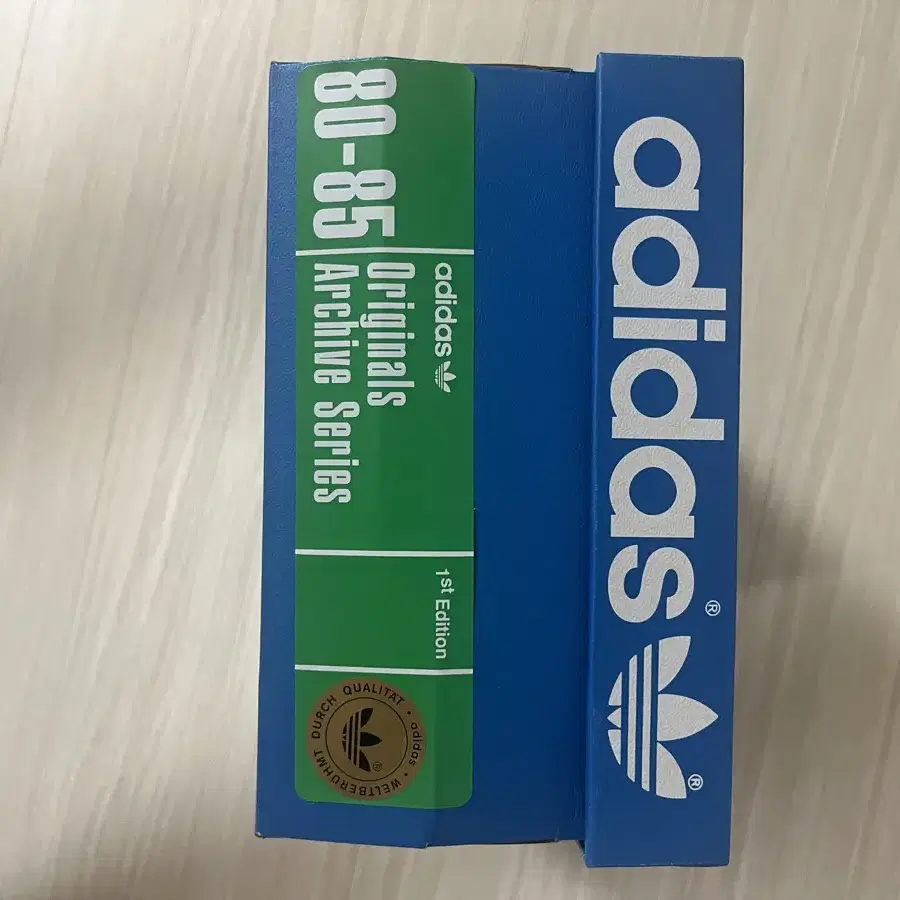 adidas ®
®
80-85
adidas
Originals
Archive Series
1st Edition
DURCH QUALITÄT · adidas · WELTBERÜHMT
®